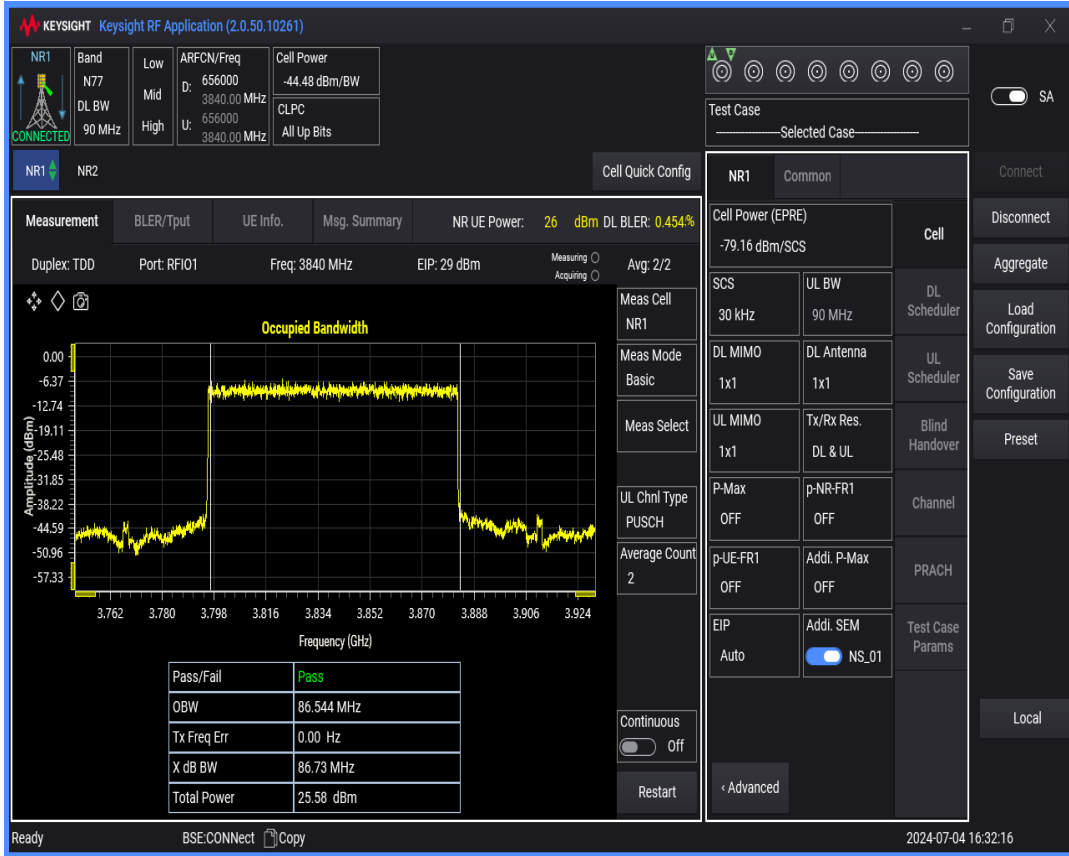 KEYSIGHT Keysight RF Application (2.0.50.10261)
NR1
CONNECTED
Band
N77
DL BW
90 MHz
Low
Mid
High
ARFCN/Freq
D: 656000
3840.00 MHz
U: 656000
3840.00 MHz
Cell Power
-44.48 dBm/BW
CLPC
All Up Bits
Test Case
--------------------Selected Case-----------------
SA
NR1
NR2
Cell Quick Config
Measurement
BLER/Tput
UE Info.
Msg. Summary
NR UE Power: 26 dBm DL BLER: 0.454%
Duplex: TDD
Port: RFIO1
Freq: 3840 MHz
EIP: 29 dBm
Measuring
Acquiring
Avg: 2/2
Occupied Bandwidth
Amplitude (dBm)
0.00
-6.37
-12.74
-19.11
-25.48
-31.85
-38.22
-44.59
-50.96
-57.33
3.762 3.780 3.798 3.816 3.834 3.852 3.870 3.888 3.906 3.924
Frequency (GHz)
Pass/Fail Pass
OBW 86.544 MHz
Tx Freq Err 0.00 Hz
X dB BW 86.73 MHz
Total Power 25.58 dBm
Meas Cell
NR1
Meas Mode
Basic
Meas Select
UL Chnl Type
PUSCH
Average Count
2
Continuous
Off
Restart
NR1
Common
Cell Power (EPRE)
-79.16 dBm/SCS
SCS
30 kHz
UL BW
90 MHz
DL MIMO
1x1
DL Antenna
1x1
UL MIMO
1x1
Tx/Rx Res.
DL & UL
P-Max
OFF
p-NR-FR1
OFF
p-UE-FR1
OFF
Addi. P-Max
OFF
EIP
Auto
Addi. SEM
NS_01
‹ Advanced
Cell
DL
Scheduler
UL
Scheduler
Blind
Handover
Channel
PRACH
Test Case
Params
Connect
Disconnect
Aggregate
Load
Configuration
Save
Configuration
Preset
Local
Ready
BSE:CONNect
Copy
2024-07-04 16:32:16